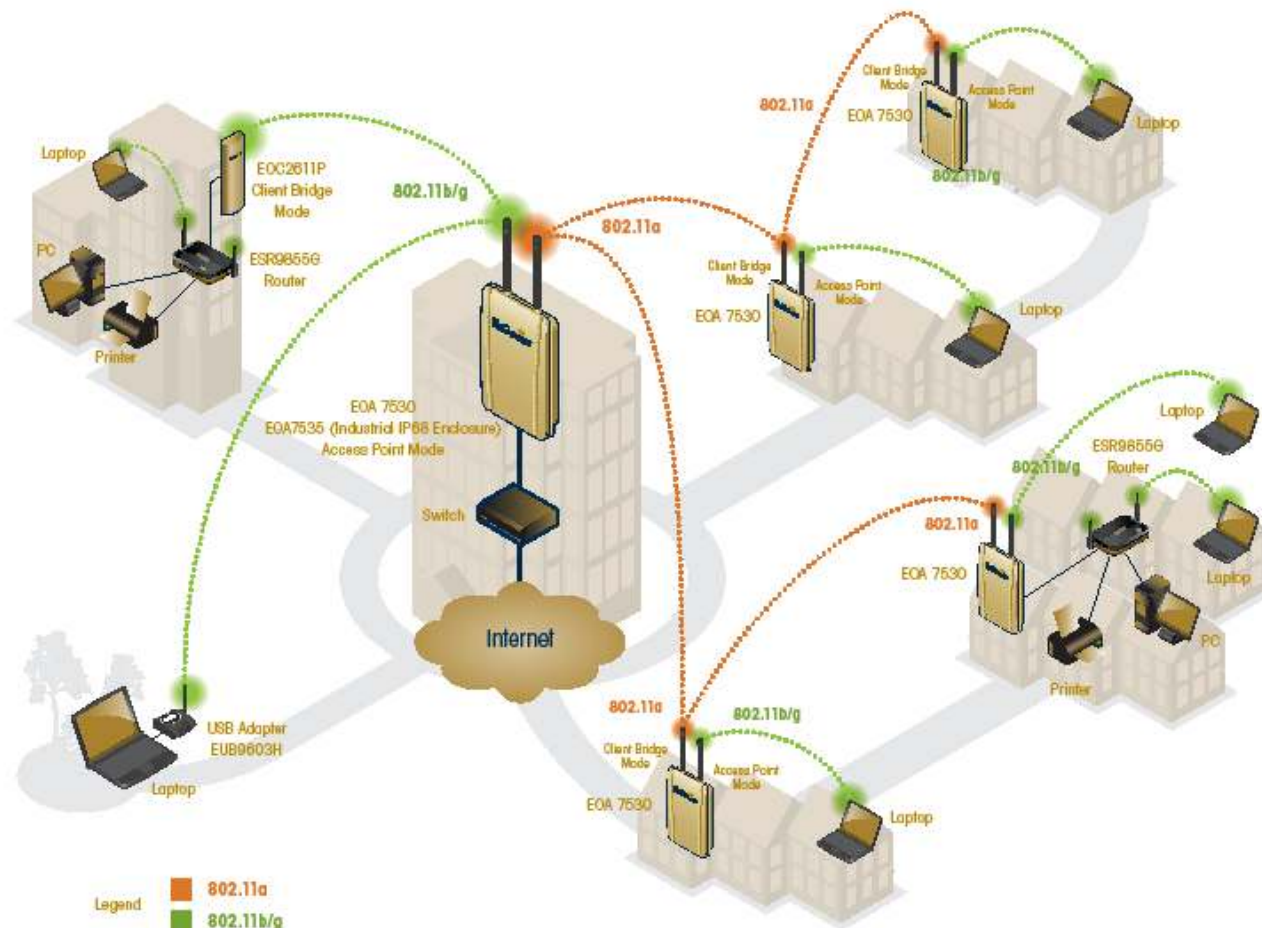 Client Bridge
Mode
Access Point
Mode
802.11a
EOA 7530
Laptop
802.11b/g
Laptop
EOC2611P
Client Bridge
Mode
802.11b/g
802.11a
PC
ESR9855G
Router
Printer
Client Bridge
Mode
Access Point
Mode
EOA 7530
Laptop
EOA 7530
EOA7535 (Industrial IP68 Enclosure)
Access Point Mode
Switch
Internet
Laptop
ESR9855G
Router
802.11b/g
802.11a
EOA 7530
Laptop
PC
Printer
USB Adapter
EUB9603H
Laptop
802.11a
802.11b/g
Client Bridge
Mode
Access Point
Mode
EOA 7530
Laptop
Legend
802.11a
802.11b/g